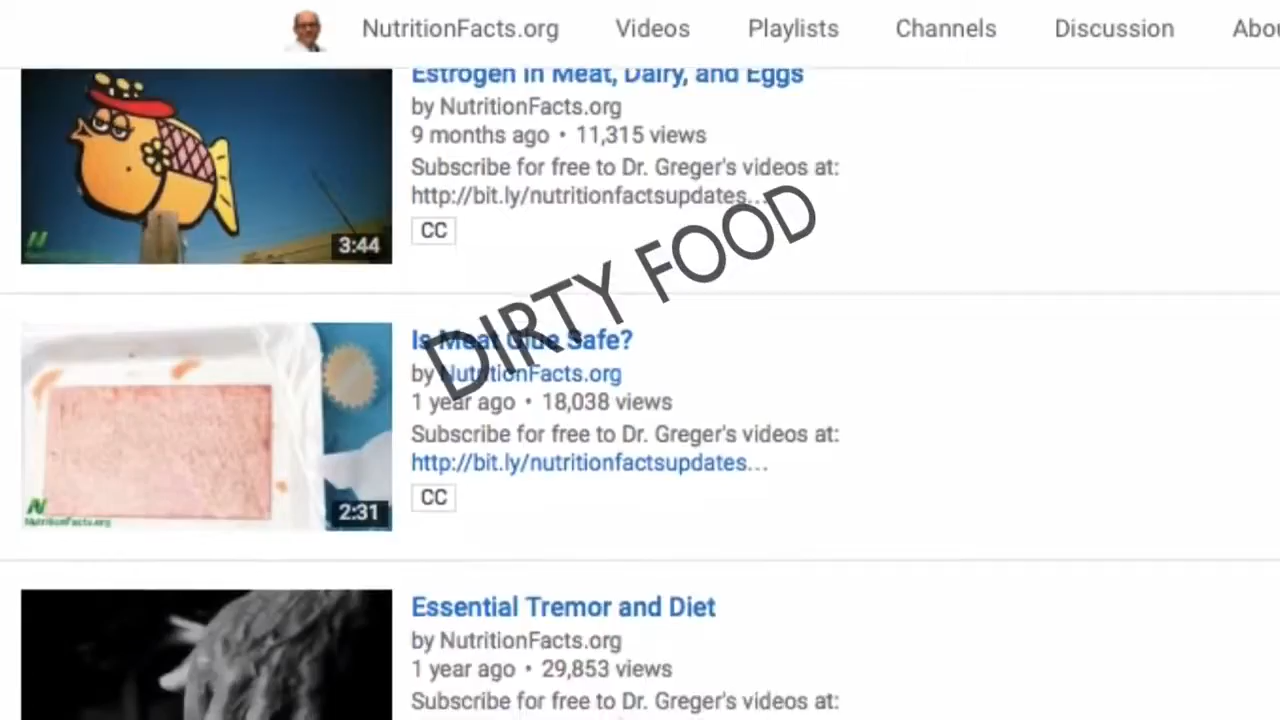 NutritionFacts.org Videos Playlists Channels Discussion Abou
Estrogen in Meat, Dairy, and Eggs
by NutritionFacts.org
9 months ago • 11,315 views
Subscribe for free to Dr. Greger's videos at:
http://bit.ly/nutritionfactsupdates...
CC
3:44
DIRTY FOOD
Is Meat Glue Safe?
by NutritionFacts.org
1 year ago • 18,038 views
Subscribe for free to Dr. Greger's videos at:
http://bit.ly/nutritionfactsupdates...
CC
2:31
NutritionFacts.org
Essential Tremor and Diet
by NutritionFacts.org
1 year ago • 29,853 views
Subscribe for free to Dr. Greger's videos at: